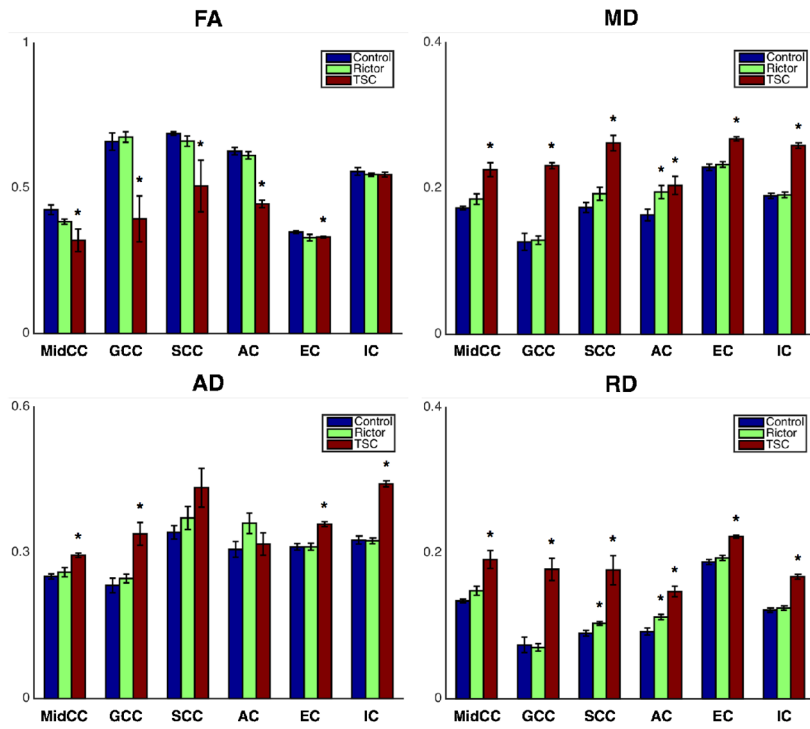 FA
1
Control
Rictor
TSC
0.5
* * * * *
0
MidCC GCC SCC AC EC IC
MD
0.4
Control
Rictor
TSC
0.2
* * * * * * *
0
MidCC GCC SCC AC EC IC
AD
0.6
Control
Rictor
TSC
0.3
* * * *
0
MidCC GCC SCC AC EC IC
RD
0.4
Control
Rictor
TSC
0.2
* * * * * * * *
0
MidCC GCC SCC AC EC IC